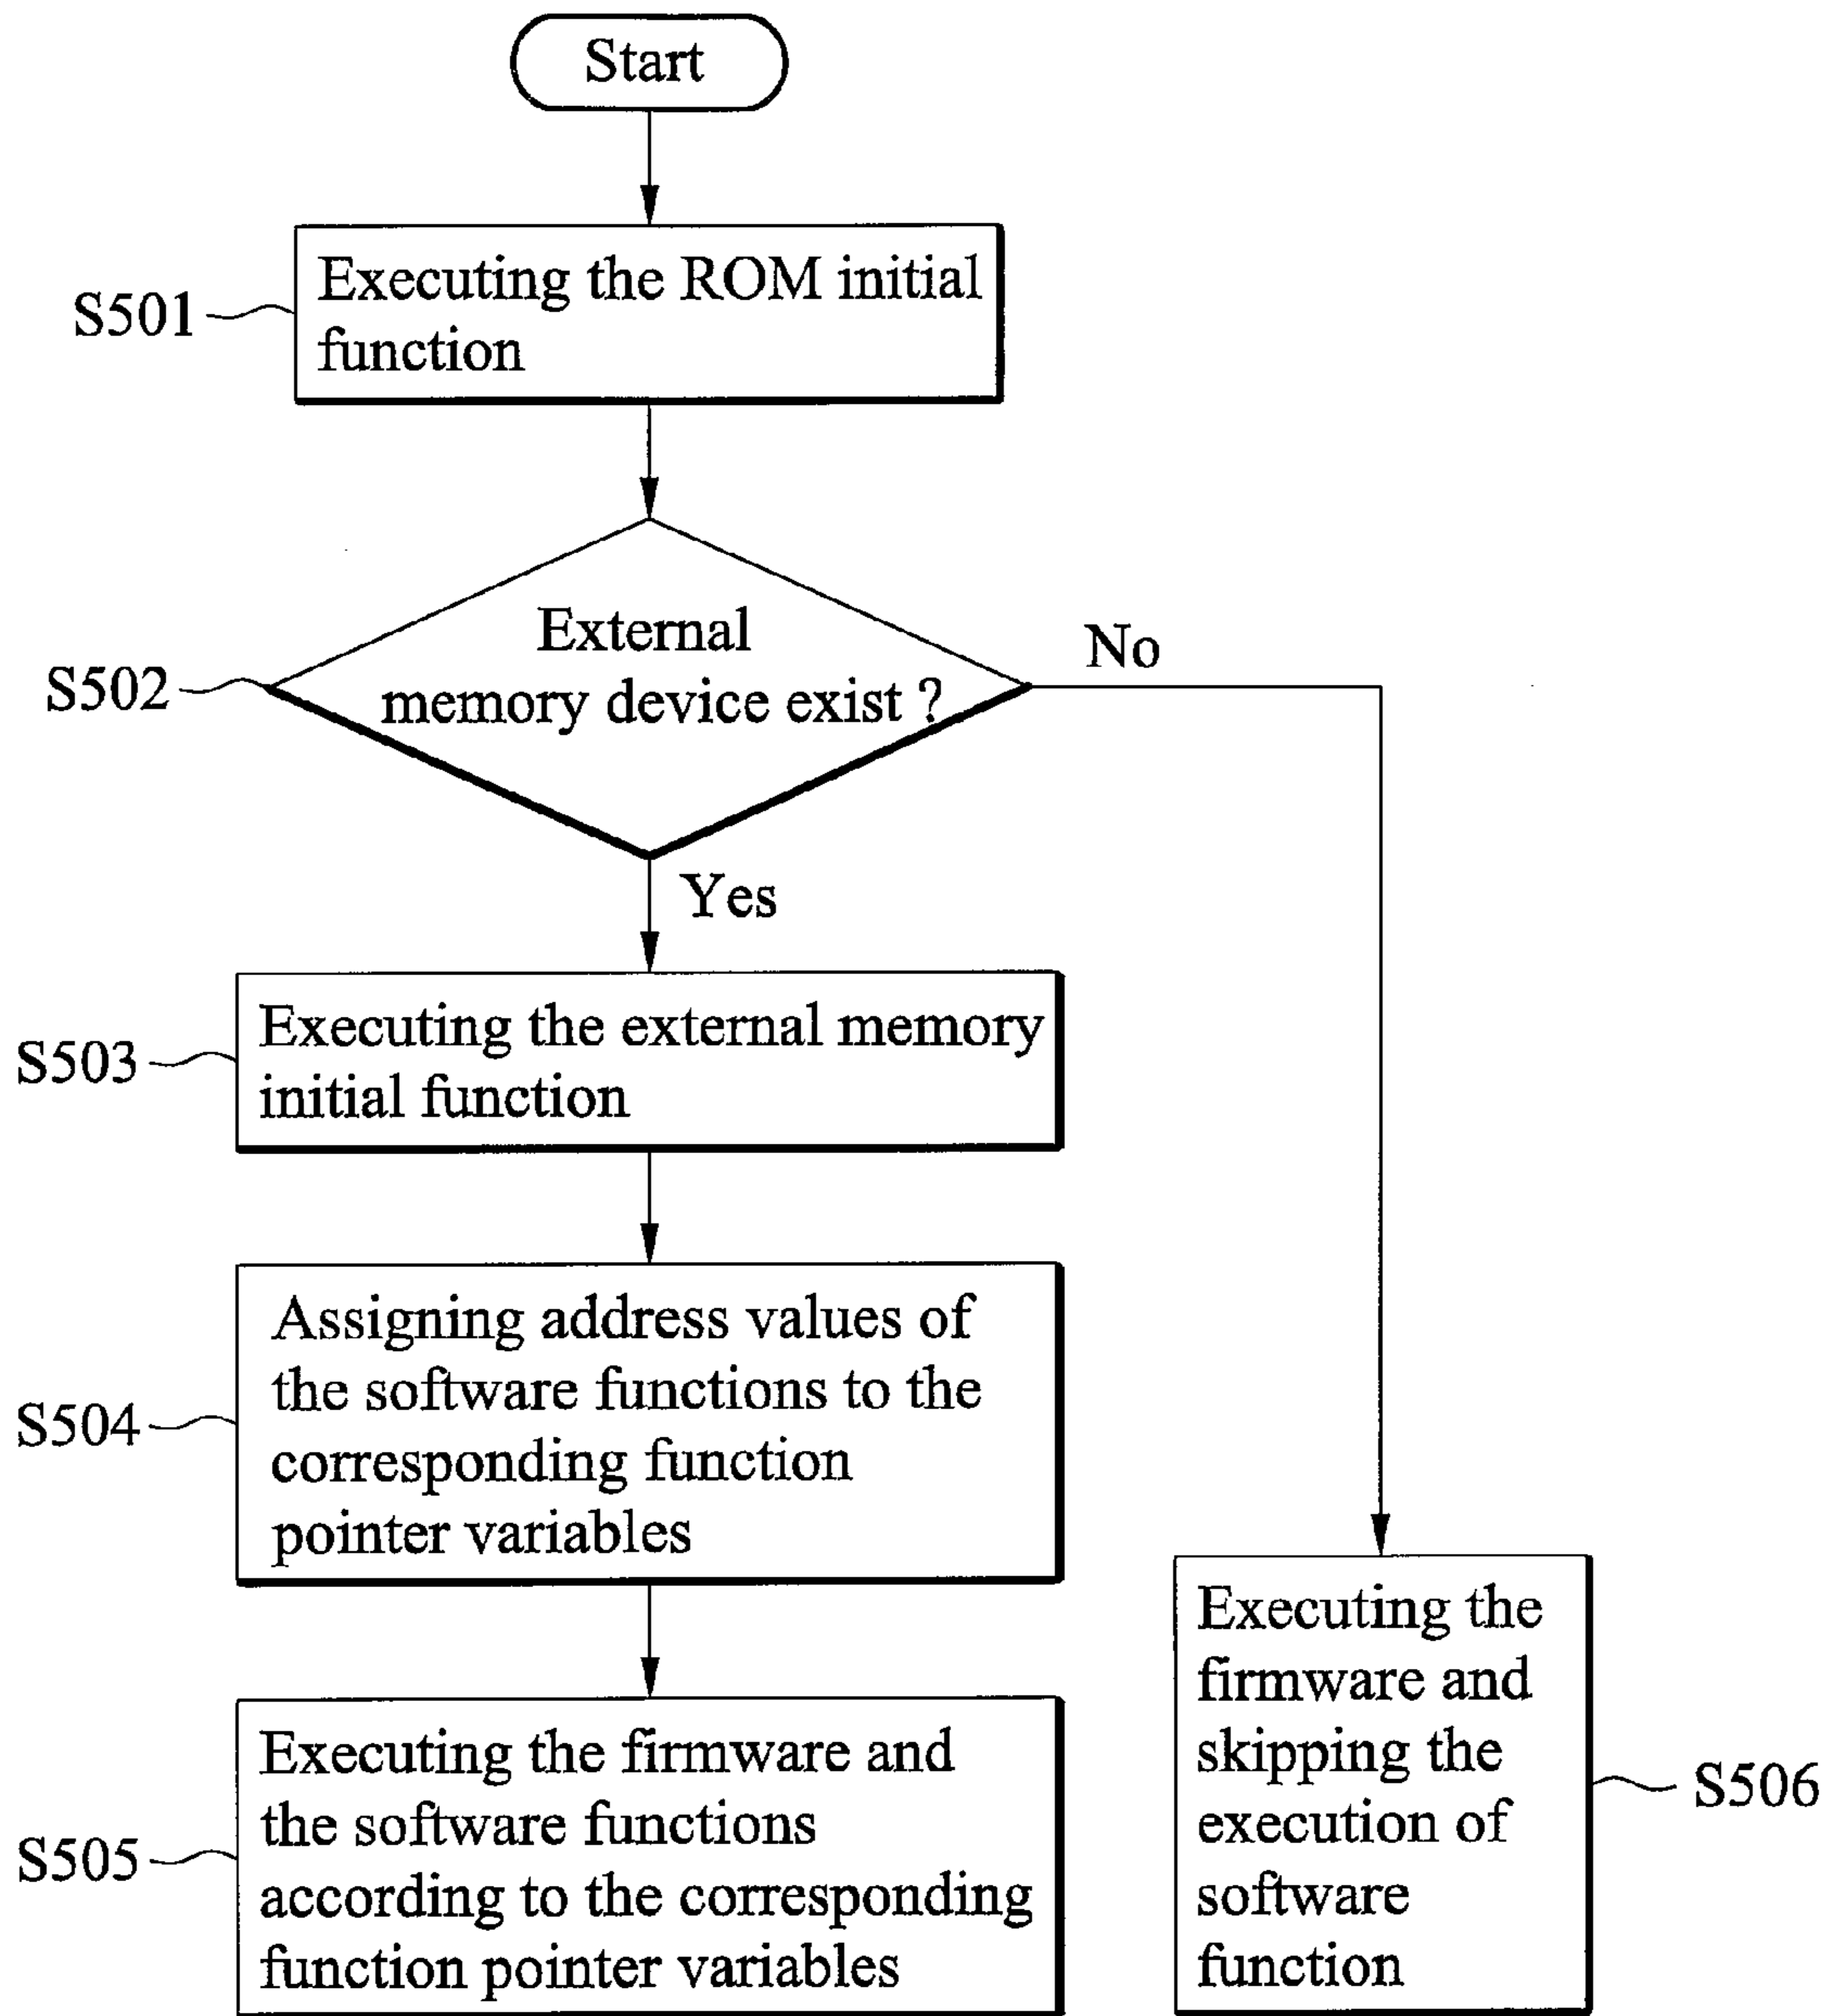 Start
S501
Executing the ROM initial
function
S502
External
memory device exist ?
No
Yes
S503
Executing the external memory
initial function
S504
Assigning address values of
the software functions to the
corresponding function
pointer variables
S505
Executing the firmware and
the software functions
according to the corresponding
function pointer variables
Executing the
firmware and
skipping the
execution of
software
function
S506